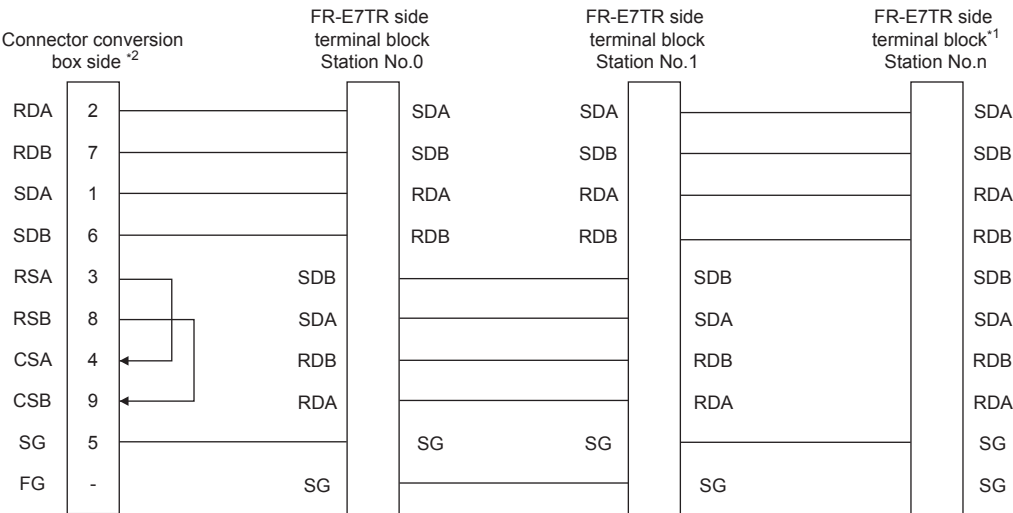 FR-E7TR side FR-E7TR side FR-E7TR side
Connector conversion terminal block terminal block terminal block*1
box side *2 Station No.0 Station No.1 Station No.n
RDA 2 SDA SDA SDA
RDB 7 SDB SDB SDB
SDA 1 RDA RDA RDA
SDB 6 RDB RDB RDB
RSA 3 SDB SDB SDB
RSB 8 SDA SDA SDA
CSA 4 RDB RDB RDB
CSB 9 RDA RDA RDA
SG 5 SG SG SG
FG - SG SG SG